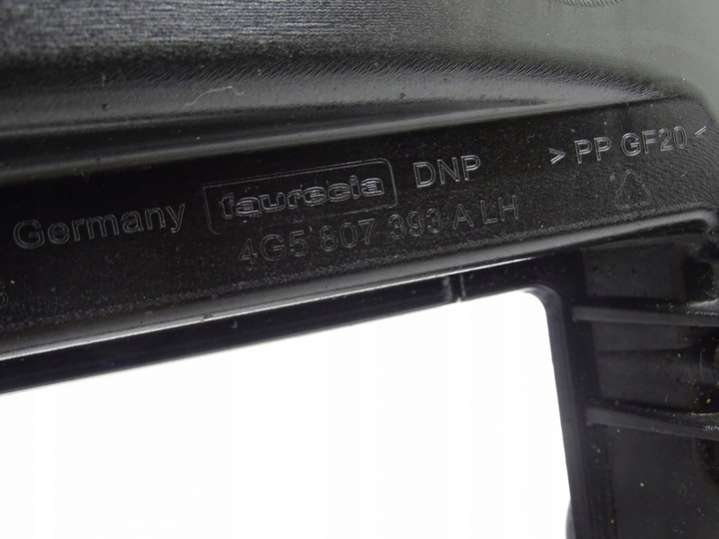 Germany faurecia DNP > PP GF20 <
4G5 807 393 A LH